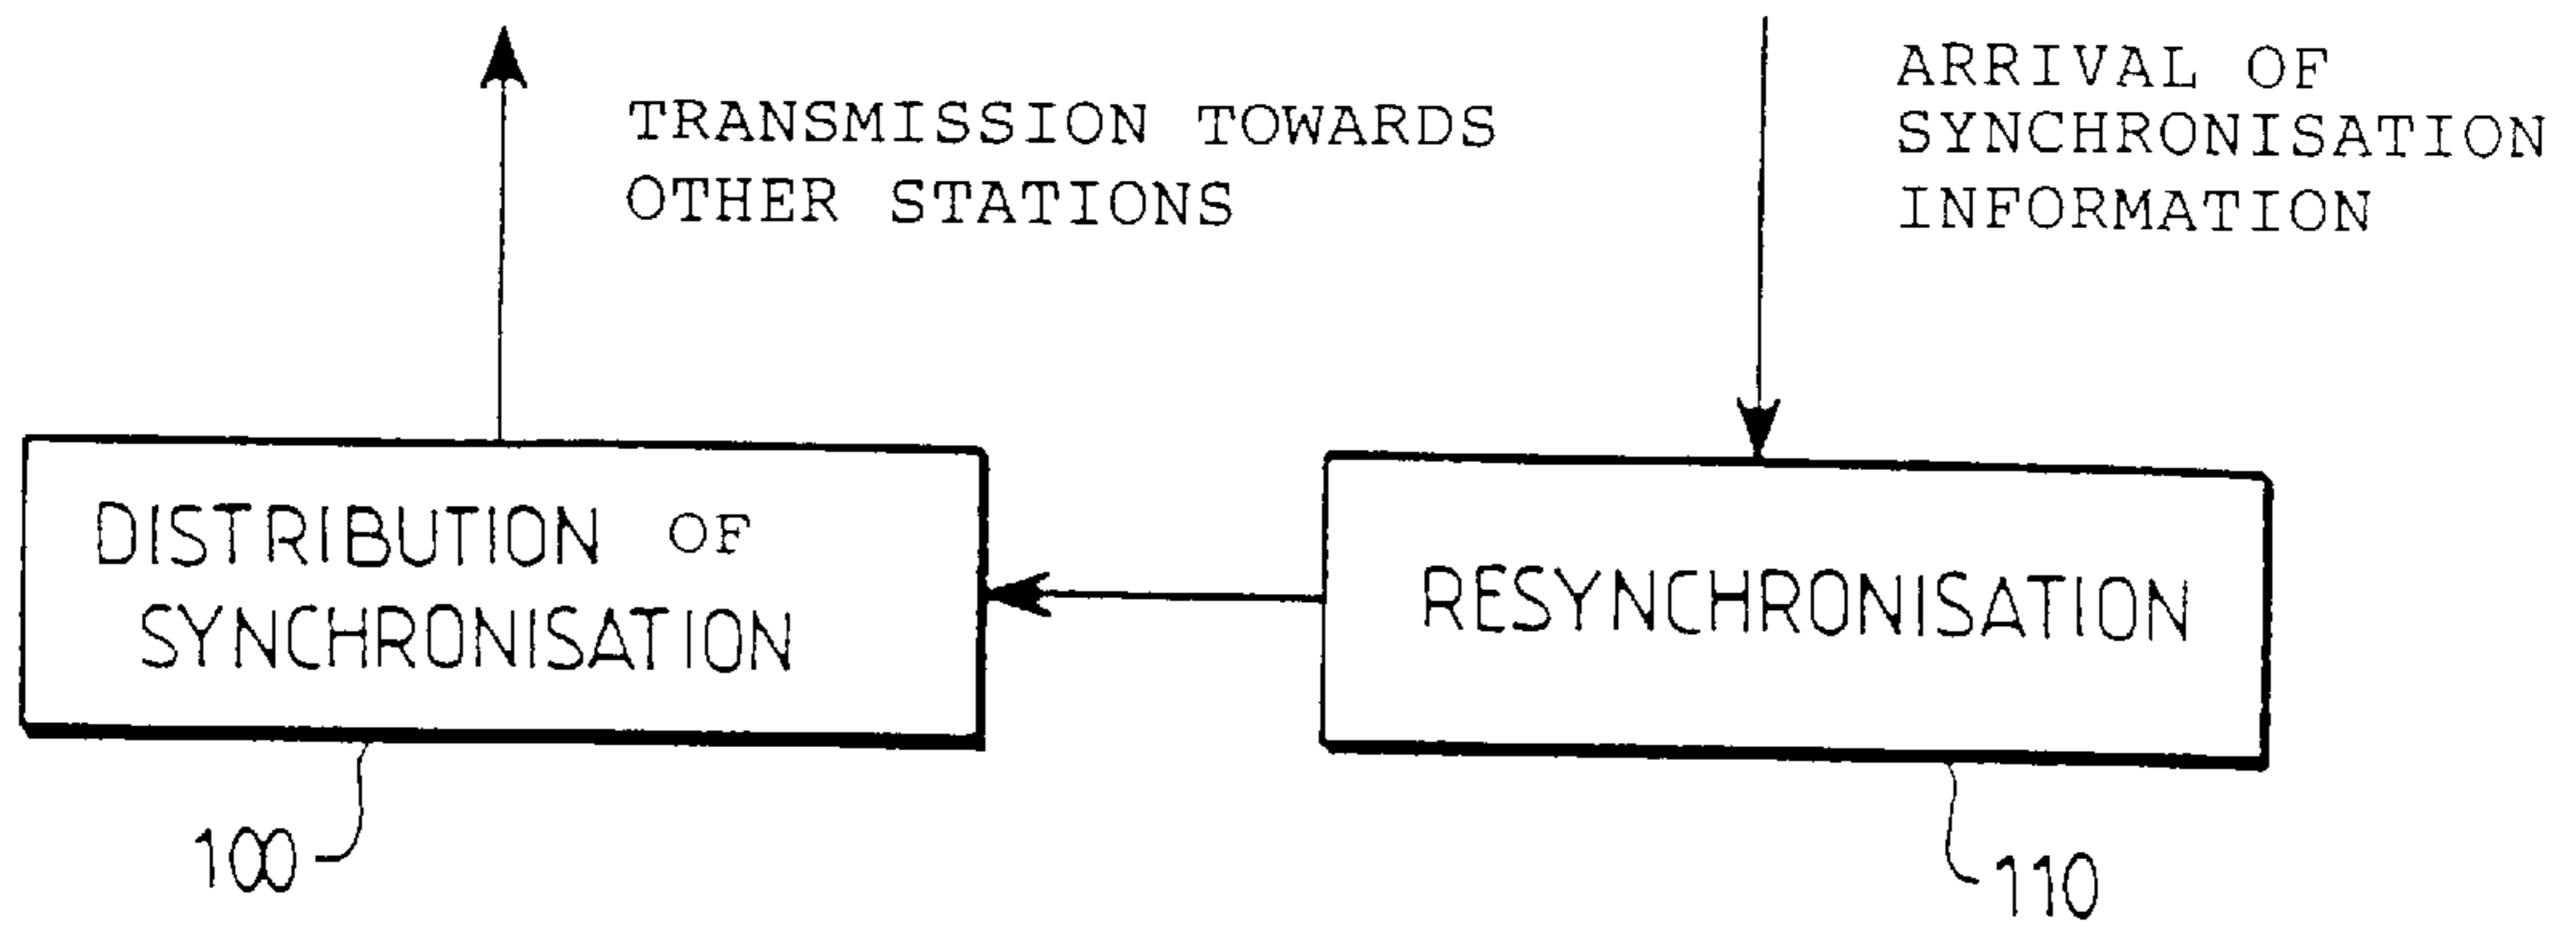 TRANSMISSION TOWARDS
OTHER STATIONS
ARRIVAL OF
SYNCHRONISATION
INFORMATION
DISTRIBUTION OF
SYNCHRONISATION
RESYNCHRONISATION
100
110